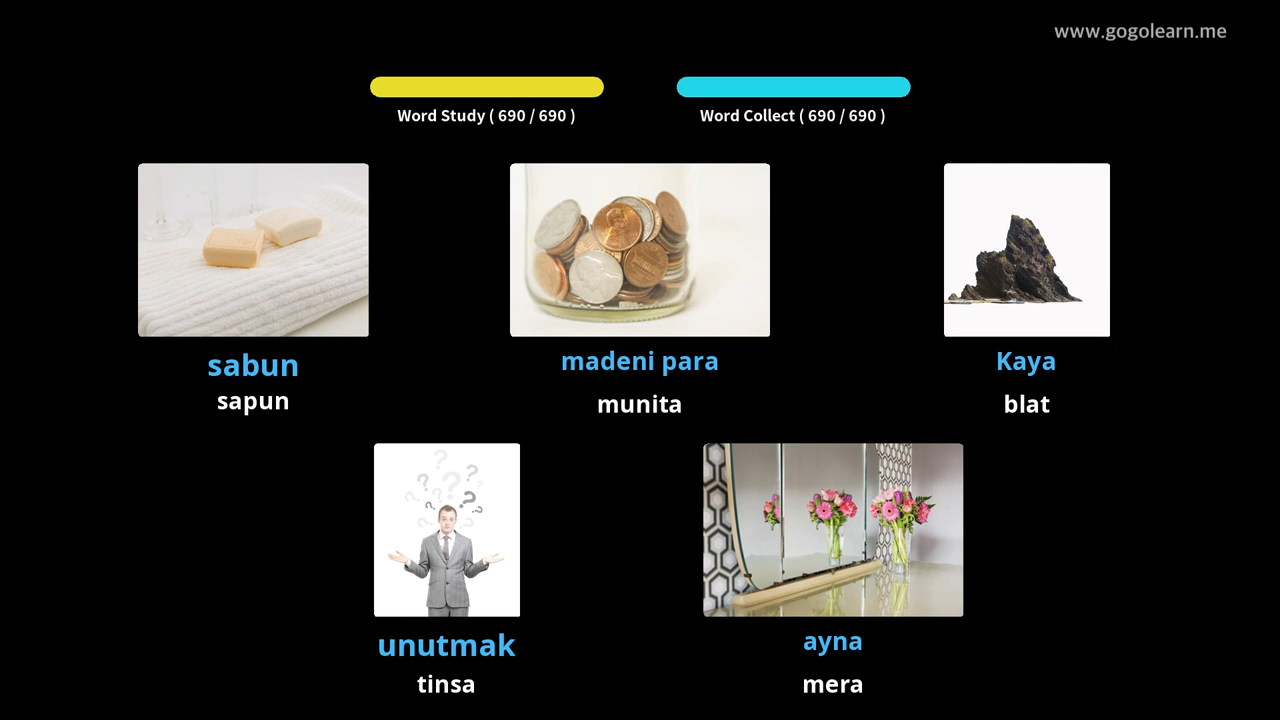 www.gogolearn.me
Word Study ( 690 / 690 )
Word Collect ( 690 / 690 )
sabun
sapun
madeni para
munita
Kaya
blat
unutmak
tinsa
ayna
mera